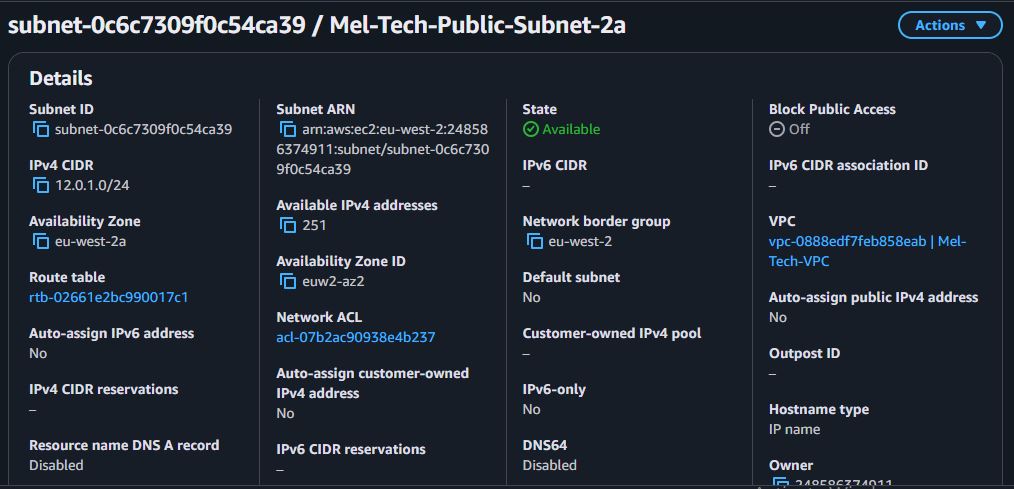 subnet-0c6c7309f0c54ca39 / Mel-Tech-Public-Subnet-2a
Actions
Details
Subnet ID
subnet-0c6c7309f0c54ca39
IPv4 CIDR
12.0.1.0/24
Availability Zone
eu-west-2a
Route table
rtb-02661e2bc990017c1
Auto-assign IPv6 address
No
IPv4 CIDR reservations
–
Resource name DNS A record
Disabled
Subnet ARN
arn:aws:ec2:eu-west-2:24858
6374911:subnet/subnet-0c6c730
9f0c54ca39
Available IPv4 addresses
251
Availability Zone ID
euw2-az2
Network ACL
acl-07b2ac90938e4b237
Auto-assign customer-owned
IPv4 address
No
IPv6 CIDR reservations
–
State
Available
IPv6 CIDR
–
Network border group
eu-west-2
Default subnet
No
Customer-owned IPv4 pool
–
IPv6-only
No
DNS64
Disabled
Block Public Access
Off
IPv6 CIDR association ID
–
VPC
vpc-0888edf7feb858eab | Mel-
Tech-VPC
Auto-assign public IPv4 address
No
Outpost ID
–
Hostname type
IP name
Owner
248586374911